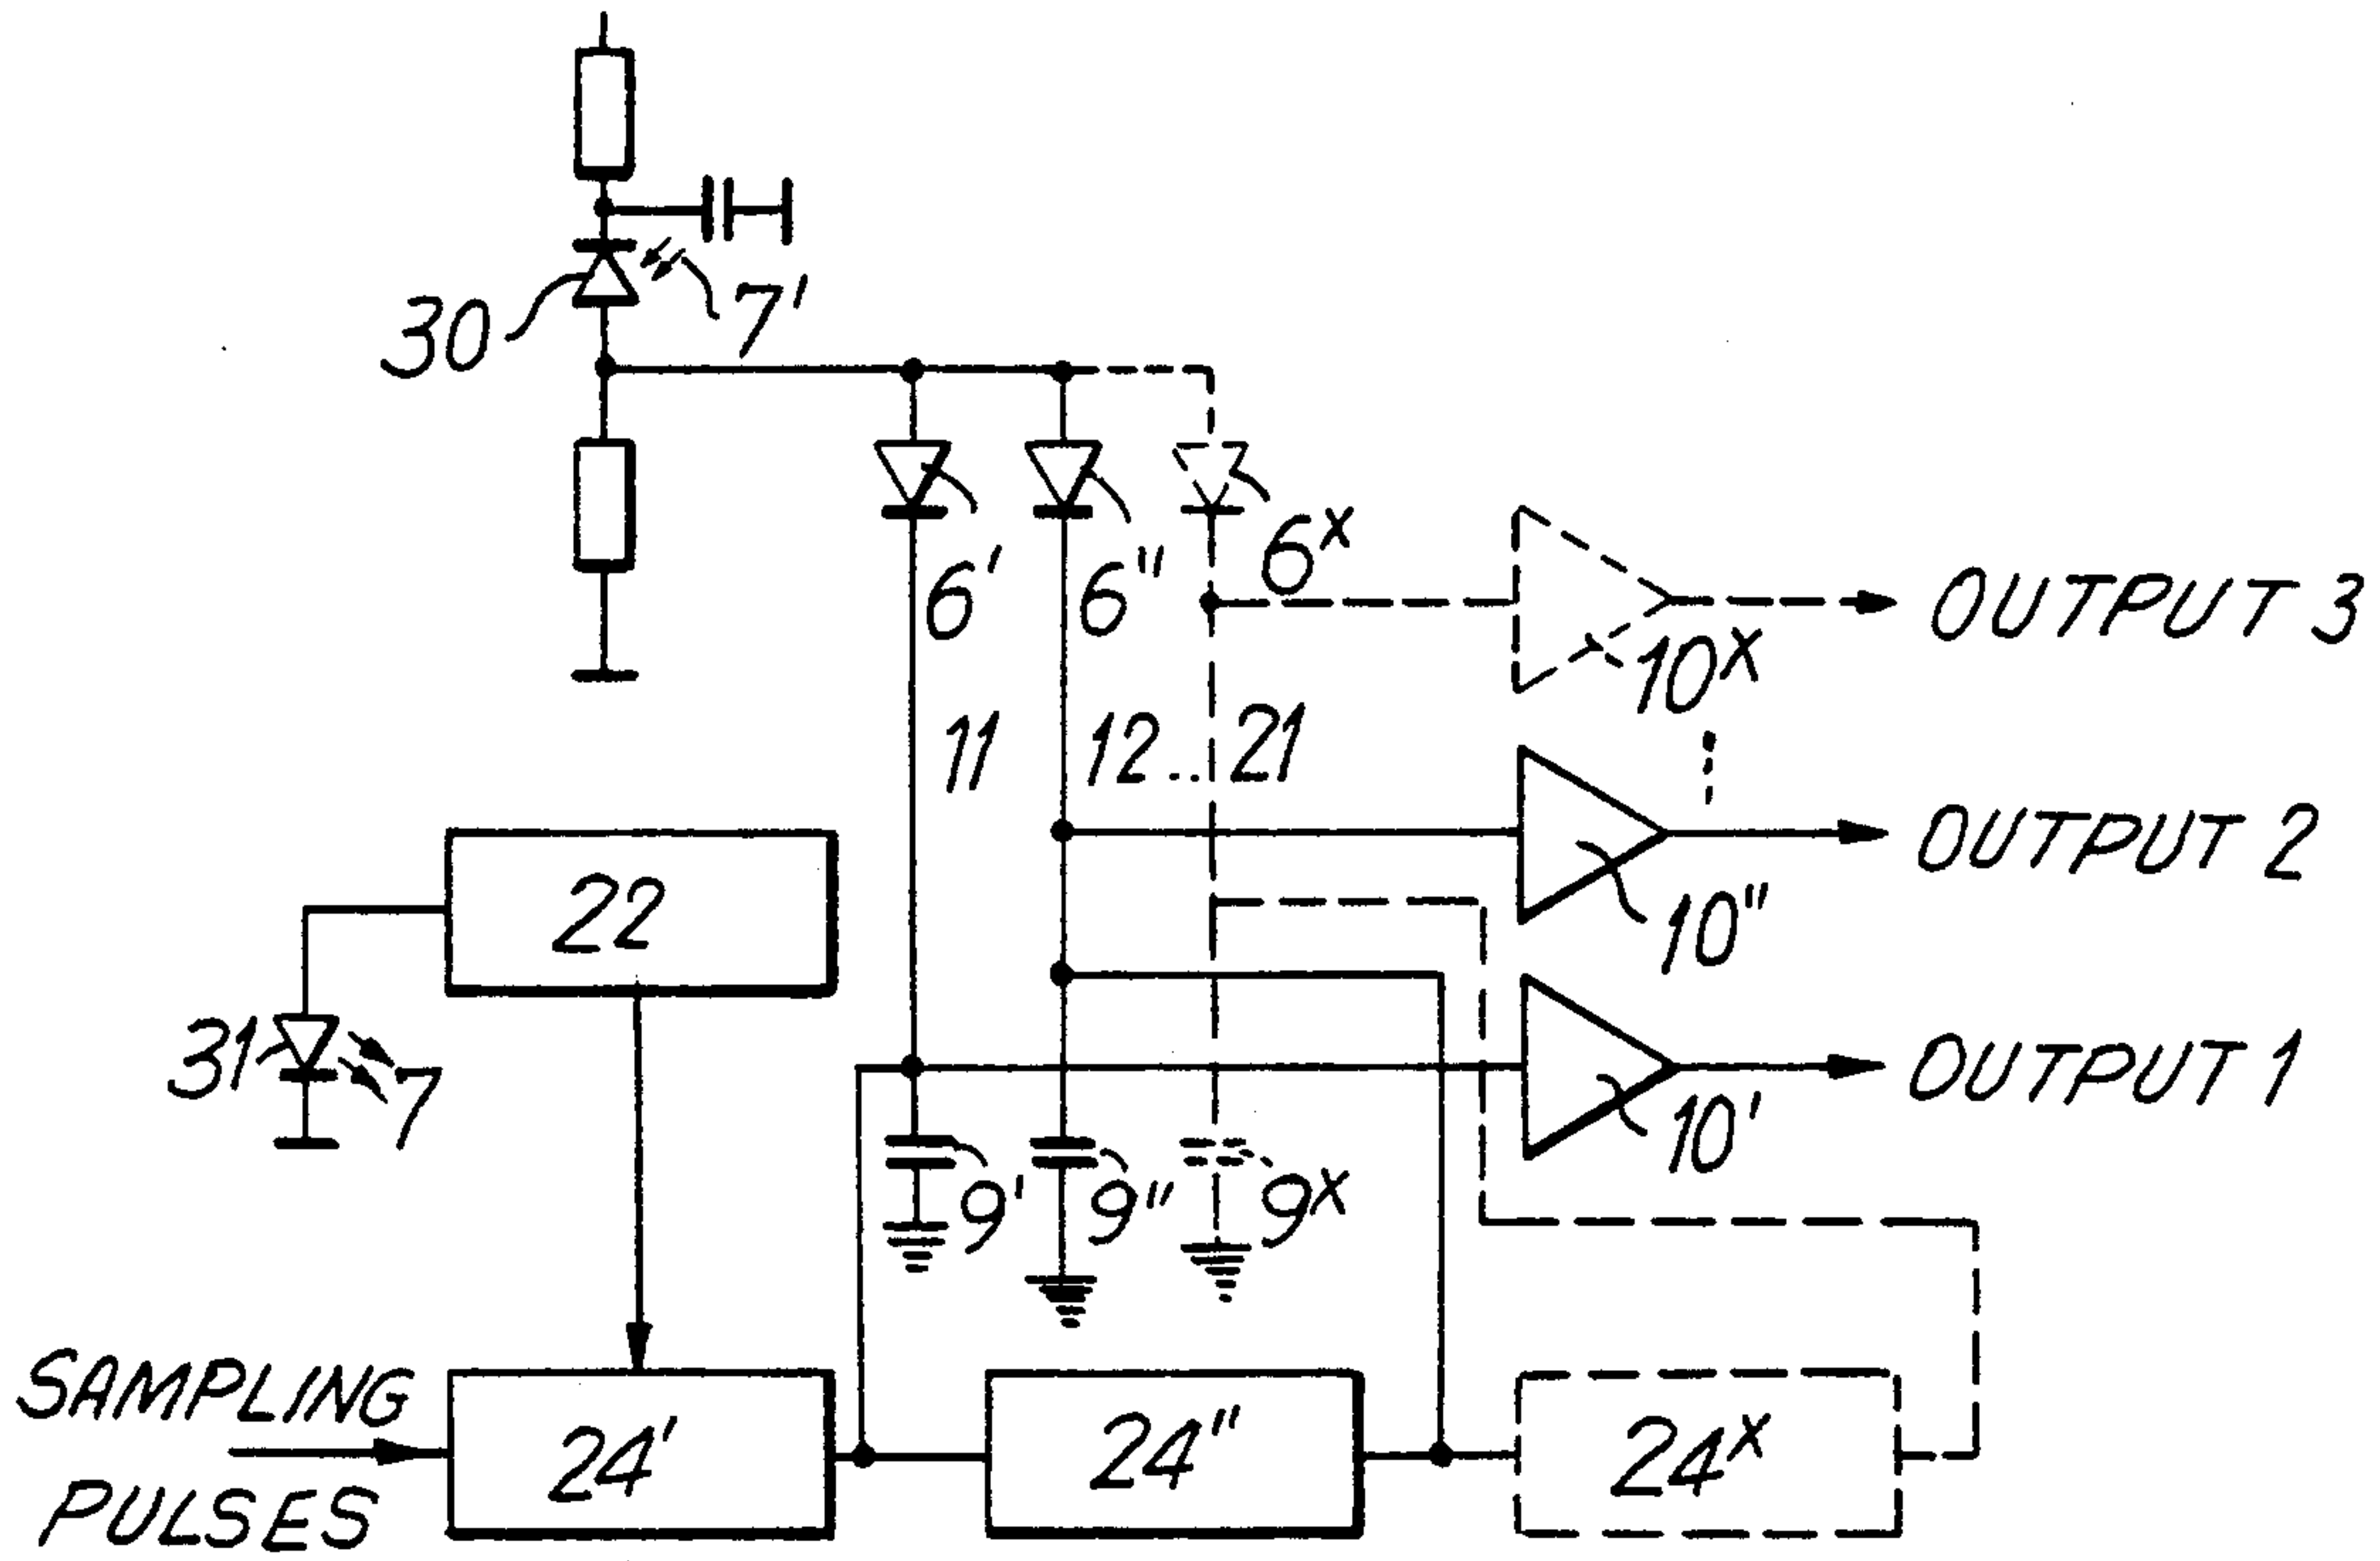 30
7'
6'
6"
6x
OUTPUT 3
10x
11
12.. 21
OUTPUT 2
10"
22
31
7
OUTPUT 1
10'
9'
9"
9x
SAMPLING
PULSES
24'
24"
24x